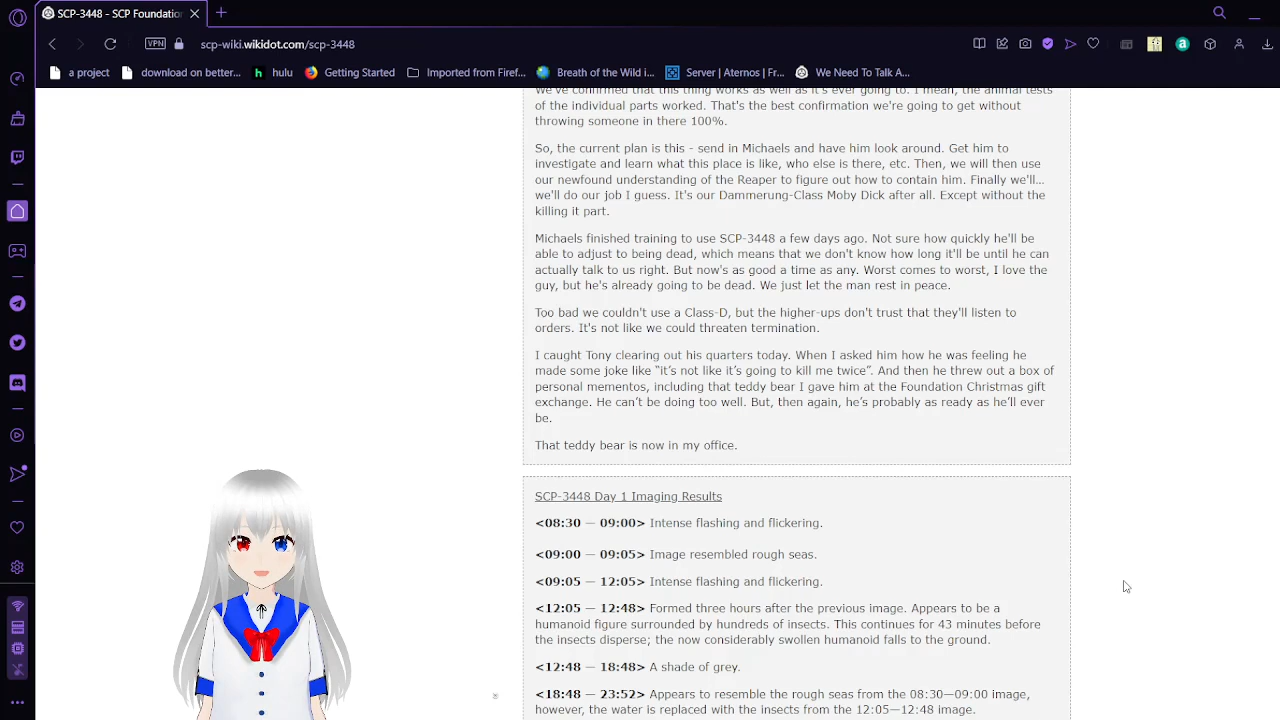 SCP-3448 - SCP Foundation
VPN
scp-wiki.wikidot.com/scp-3448
a project
download on better...
hulu
Getting Started
Imported from Firef...
Breath of the Wild i...
Server | Aternos | Fr...
We Need To Talk A...
We've confirmed that this thing works as well as it's ever going to. I mean, the animal tests
of the individual parts worked. That's the best confirmation we're going to get without
throwing someone in there 100%.
So, the current plan is this - send in Michaels and have him look around. Get him to
investigate and learn what this place is like, who else is there, etc. Then, we will then use
our newfound understanding of the Reaper to figure out how to contain him. Finally we'll...
we'll do our job I guess. It's our Dammerung-Class Moby Dick after all. Except without the
killing it part.
Michaels finished training to use SCP-3448 a few days ago. Not sure how quickly he'll be
able to adjust to being dead, which means that we don't know how long it'll be until he can
actually talk to us right. But now's as good a time as any. Worst comes to worst, I love the
guy, but he's already going to be dead. We just let the man rest in peace.
Too bad we couldn't use a Class-D, but the higher-ups don't trust that they'll listen to
orders. It's not like we could threaten termination.
I caught Tony clearing out his quarters today. When I asked him how he was feeling he
made some joke like “it’s not like it’s going to kill me twice”. And then he threw out a box of
personal mementos, including that teddy bear I gave him at the Foundation Christmas gift
exchange. He can’t be doing too well. But, then again, he’s probably as ready as he’ll ever
be.
That teddy bear is now in my office.
SCP-3448 Day 1 Imaging Results
<08:30 — 09:00> Intense flashing and flickering.
<09:00 — 09:05> Image resembled rough seas.
<09:05 — 12:05> Intense flashing and flickering.
<12:05 — 12:48> Formed three hours after the previous image. Appears to be a
humanoid figure surrounded by hundreds of insects. This continues for 43 minutes before
the insects disperse; the now considerably swollen humanoid falls to the ground.
<12:48 — 18:48> A shade of grey.
<18:48 — 23:52> Appears to resemble the rough seas from the 08:30—09:00 image,
however, the water is replaced with the insects from the 12:05—12:48 image.